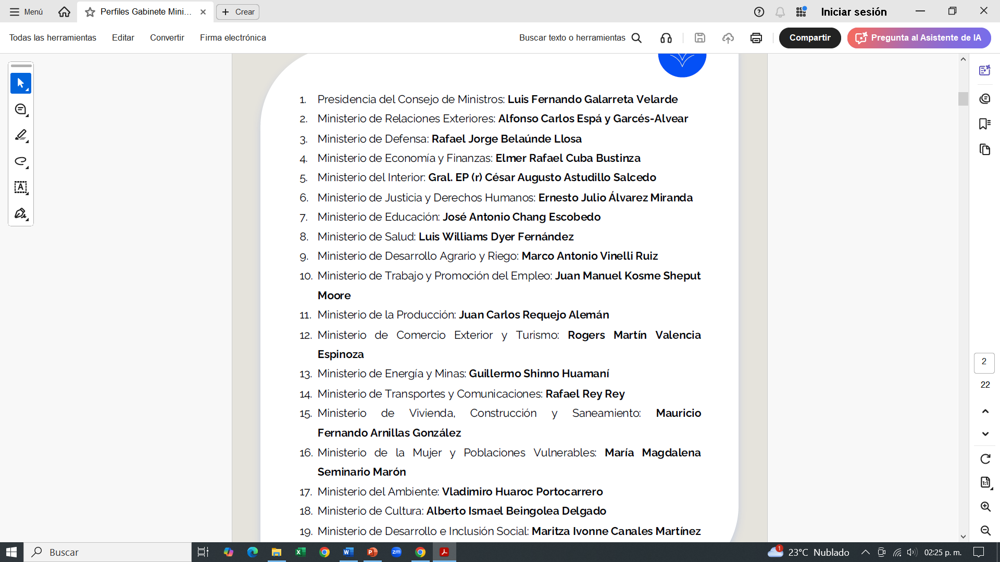 Menú
Perfiles Gabinete Mini...
Crear
Iniciar sesión
Todas las herramientas
Editar
Convertir
Firma electrónica
Buscar texto o herramientas
Compartir
Pregunta al Asistente de IA
1. Presidencia del Consejo de Ministros: Luis Fernando Galarreta Velarde
2. Ministerio de Relaciones Exteriores: Alfonso Carlos Espá y Garcés-Alvear
3. Ministerio de Defensa: Rafael Jorge Belaúnde Llosa
4. Ministerio de Economía y Finanzas: Elmer Rafael Cuba Bustinza
5. Ministerio del Interior: Gral. EP (r) César Augusto Astudillo Salcedo
6. Ministerio de Justicia y Derechos Humanos: Ernesto Julio Álvarez Miranda
7. Ministerio de Educación: José Antonio Chang Escobedo
8. Ministerio de Salud: Luis Williams Dyer Fernández
9. Ministerio de Desarrollo Agrario y Riego: Marco Antonio Vinelli Ruiz
10. Ministerio de Trabajo y Promoción del Empleo: Juan Manuel Kosme Sheput
Moore
11. Ministerio de la Producción: Juan Carlos Requejo Alemán
12. Ministerio de Comercio Exterior y Turismo: Rogers Martín Valencia
Espinoza
13. Ministerio de Energía y Minas: Guillermo Shinno Huamaní
14. Ministerio de Transportes y Comunicaciones: Rafael Rey Rey
15. Ministerio de Vivienda, Construcción y Saneamiento: Mauricio
Fernando Arnillas González
16. Ministerio de la Mujer y Poblaciones Vulnerables: María Magdalena
Seminario Marón
17. Ministerio del Ambiente: Vladimiro Huaroc Portocarrero
18. Ministerio de Cultura: Alberto Ismael Beingolea Delgado
19. Ministerio de Desarrollo e Inclusión Social: Maritza Ivonne Canales Martínez
2
22
1:1
Buscar
zm
1
23°C Nublado
02:25 p. m.